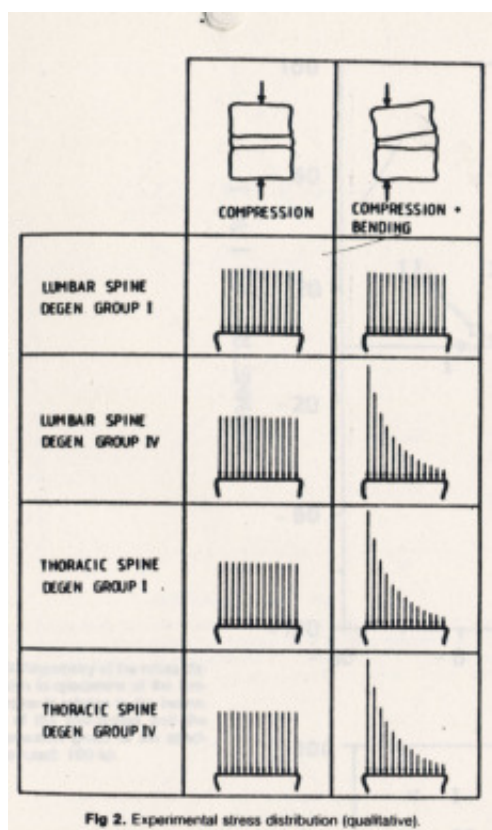 COMPRESSION
COMPRESSION +
BENDING
LUMBAR SPINE
DEGEN. GROUP I
LUMBAR SPINE
DEGEN. GROUP IV
THORACIC SPINE
DEGEN. GROUP I
THORACIC SPINE
DEGEN. GROUP IV
Fig 2. Experimental stress distribution (qualitative).